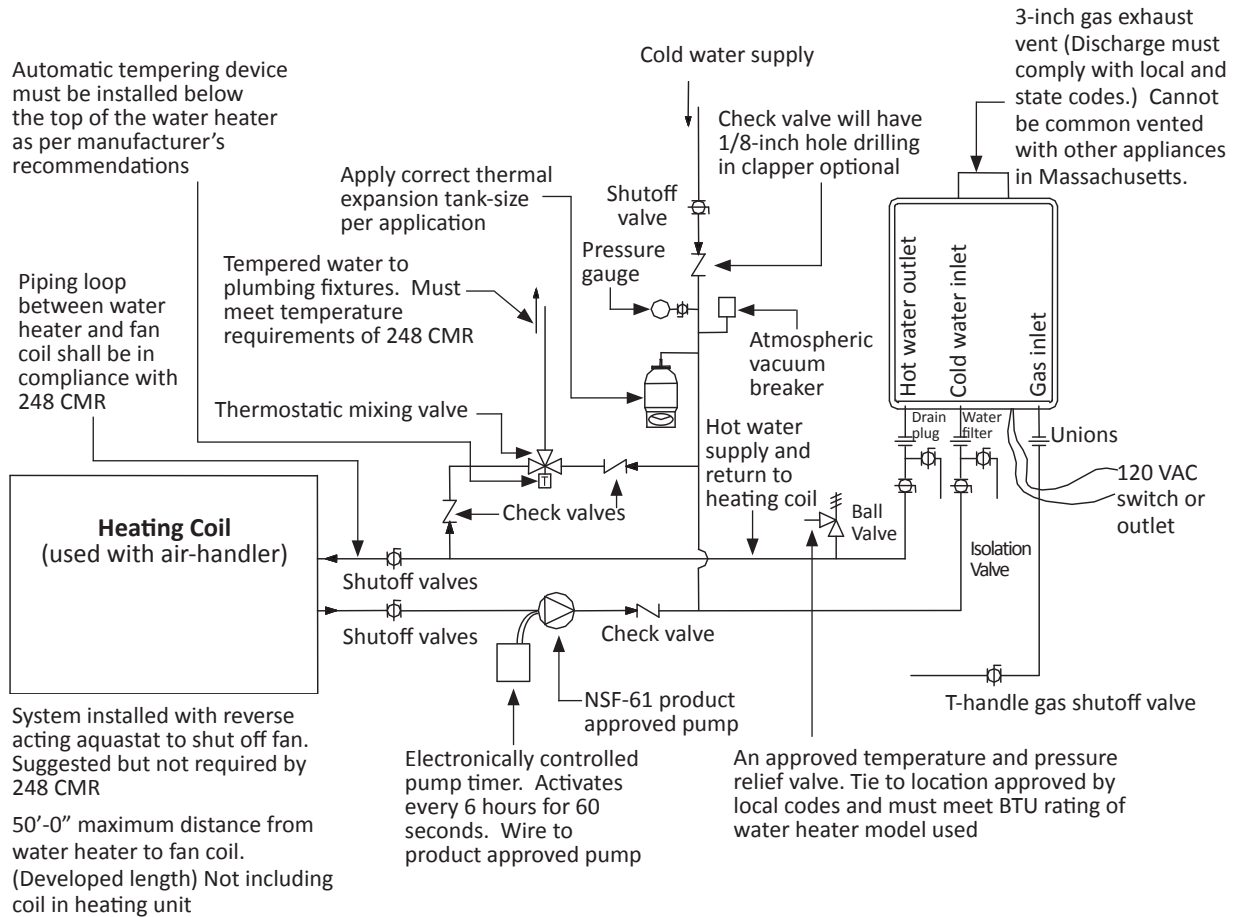 3-inch gas exhaust
vent (Discharge must
comply with local and
state codes.) Cannot
be common vented
with other appliances
in Massachusetts.
Cold water supply
Automatic tempering device
must be installed below
the top of the water heater
as per manufacturer's
recommendations
Check valve will have
1/8-inch hole drilling
in clapper optional
Apply correct thermal
expansion tank-size
per application
Shutoff
valve
Pressure
gauge
Tempered water to
plumbing fixtures. Must
meet temperature
requirements of 248 CMR
Piping loop
between water
heater and fan
coil shall be in
compliance with
248 CMR
Atmospheric
vacuum
breaker
Hot water outlet
Cold water inlet
Gas inlet
Thermostatic mixing valve
Drain
plug
Water
filter
Unions
Hot water
supply and
return to
heating coil
120 VAC
switch or
outlet
T
Check valves
Ball
Valve
Heating Coil
(used with air-handler)
Isolation
Valve
Shutoff valves
Shutoff valves
Check valve
NSF-61 product
approved pump
T-handle gas shutoff valve
System installed with reverse
acting aquastat to shut off fan.
Suggested but not required by
248 CMR
50'-0" maximum distance from
water heater to fan coil.
(Developed length) Not including
coil in heating unit
Electronically controlled
pump timer. Activates
every 6 hours for 60
seconds. Wire to
product approved pump
An approved temperature and pressure
relief valve. Tie to location approved by
local codes and must meet BTU rating of
water heater model used